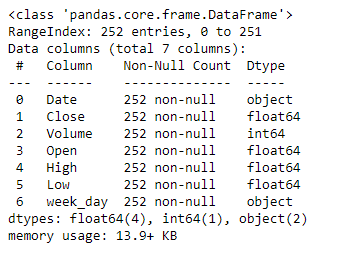 <class 'pandas.core.frame.DataFrame'>
RangeIndex: 252 entries, 0 to 251
Data columns (total 7 columns):
 #   Column    Non-Null Count  Dtype
---  ------    --------------  -----
 0   Date      252 non-null    object
 1   Close     252 non-null    float64
 2   Volume    252 non-null    int64
 3   Open      252 non-null    float64
 4   High      252 non-null    float64
 5   Low       252 non-null    float64
 6   week_day  252 non-null    object
dtypes: float64(4), int64(1), object(2)
memory usage: 13.9+ KB